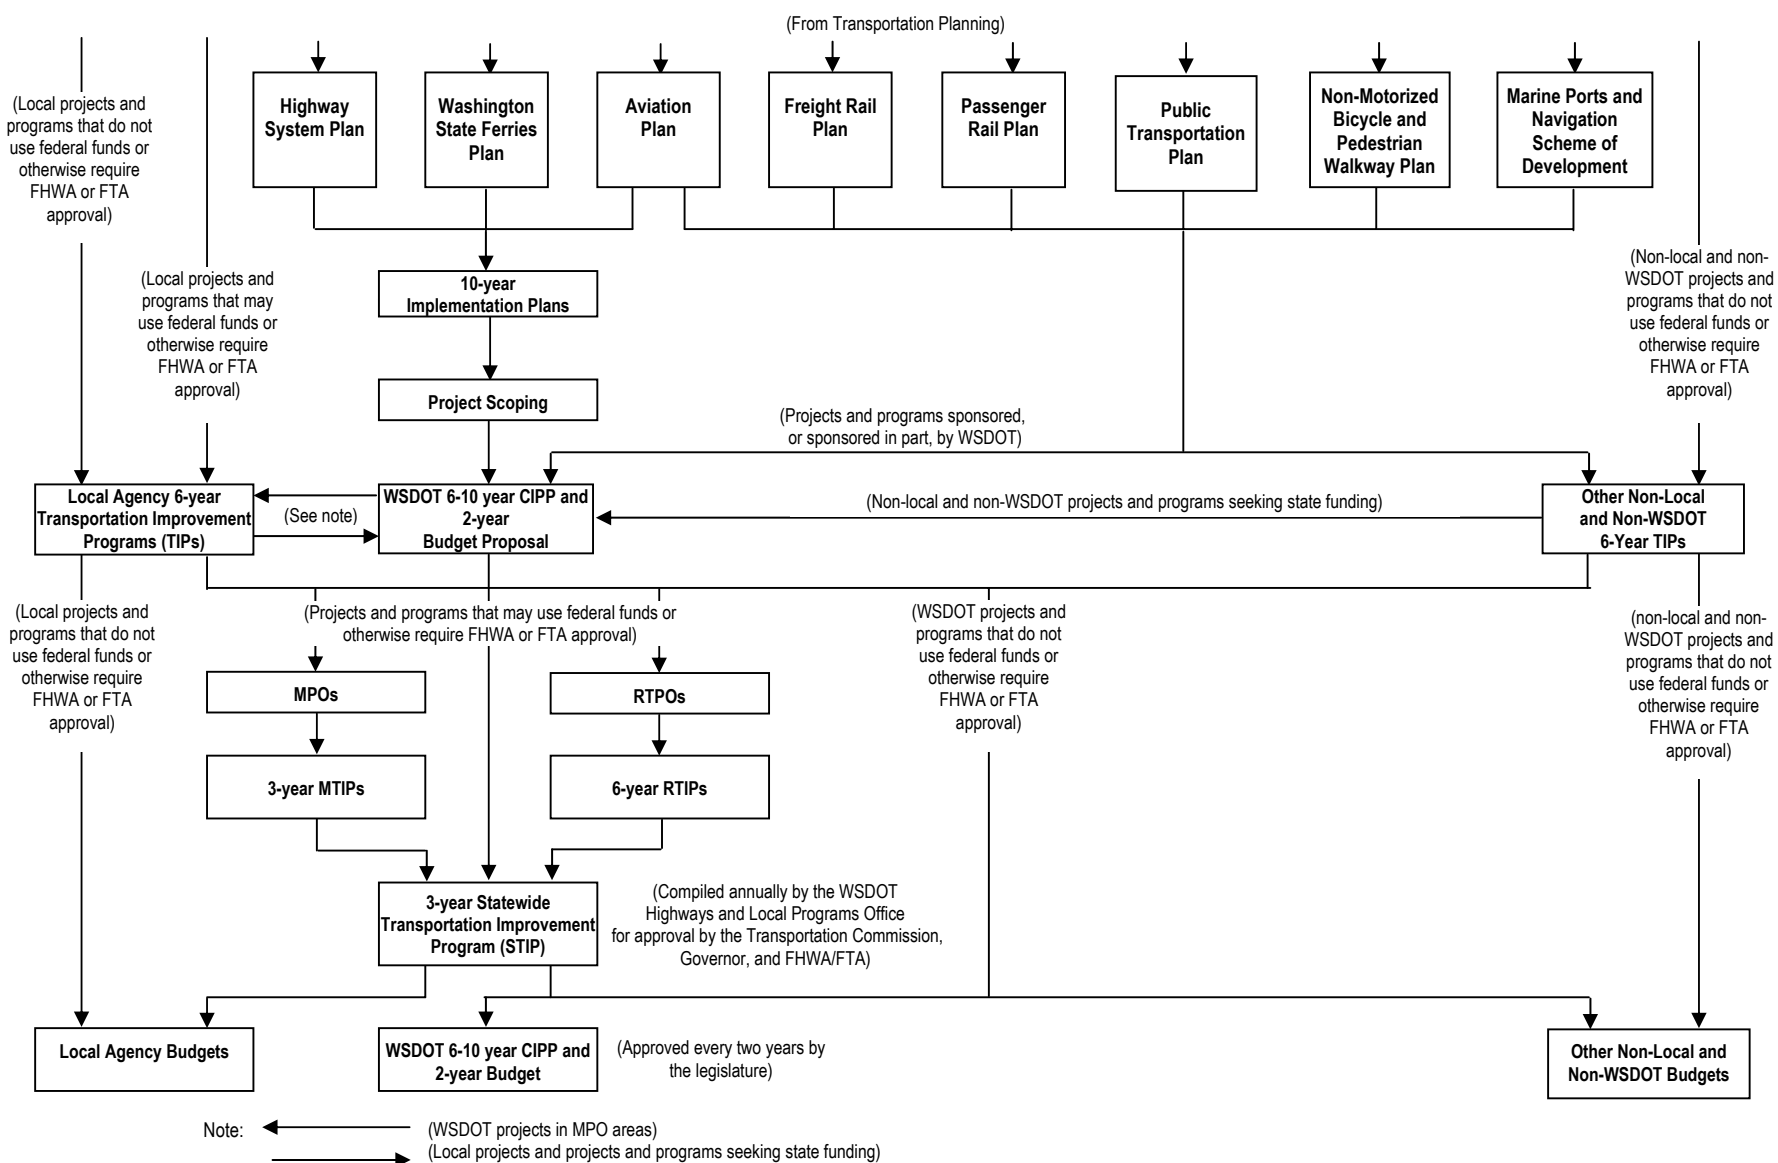 (From Transportation Planning)
(Local projects and
programs that do not
use federal funds or
otherwise require
FHWA or FTA
approval)
Highway
System Plan
Washington
State Ferries
Plan
Aviation
Plan
Freight Rail
Plan
Passenger
Rail Plan
Public
Transportation
Plan
Non-Motorized
Bicycle and
Pedestrian
Walkway Plan
Marine Ports and
Navigation
Scheme of
Development
(Local projects and
programs that may
use federal funds or
otherwise require
FHWA or FTA
approval)
10-year
Implementation Plans
(Non-local and non-
WSDOT projects and
programs that do not
use federal funds or
otherwise require
FHWA or FTA
approval)
Project Scoping
(Projects and programs sponsored,
or sponsored in part, by WSDOT)
Local Agency 6-year
Transportation Improvement
Programs (TIPs)
(See note)
WSDOT 6-10 year CIPP and
2-year
Budget Proposal
(Non-local and non-WSDOT projects and programs seeking state funding)
Other Non-Local
and Non-WSDOT
6-Year TIPs
(Local projects and
programs that do not
use federal funds or
otherwise require
FHWA or FTA
approval)
(Projects and programs that may use federal funds or
otherwise require FHWA or FTA approval)
(WSDOT projects and
programs that do not
use federal funds or
otherwise require
FHWA or FTA
approval)
(non-local and non-
WSDOT projects and
programs that do not
use federal funds or
otherwise require
FHWA or FTA
approval)
MPOs
RTPOs
3-year MTIPs
6-year RTIPs
3-year Statewide
Transportation Improvement
Program (STIP)
(Compiled annually by the WSDOT
Highways and Local Programs Office
for approval by the Transportation Commission,
Governor, and FHWA/FTA)
Local Agency Budgets
WSDOT 6-10 year CIPP and
2-year Budget
(Approved every two years by
the legislature)
Other Non-Local and
Non-WSDOT Budgets
Note:
(WSDOT projects in MPO areas)
(Local projects and projects and programs seeking state funding)